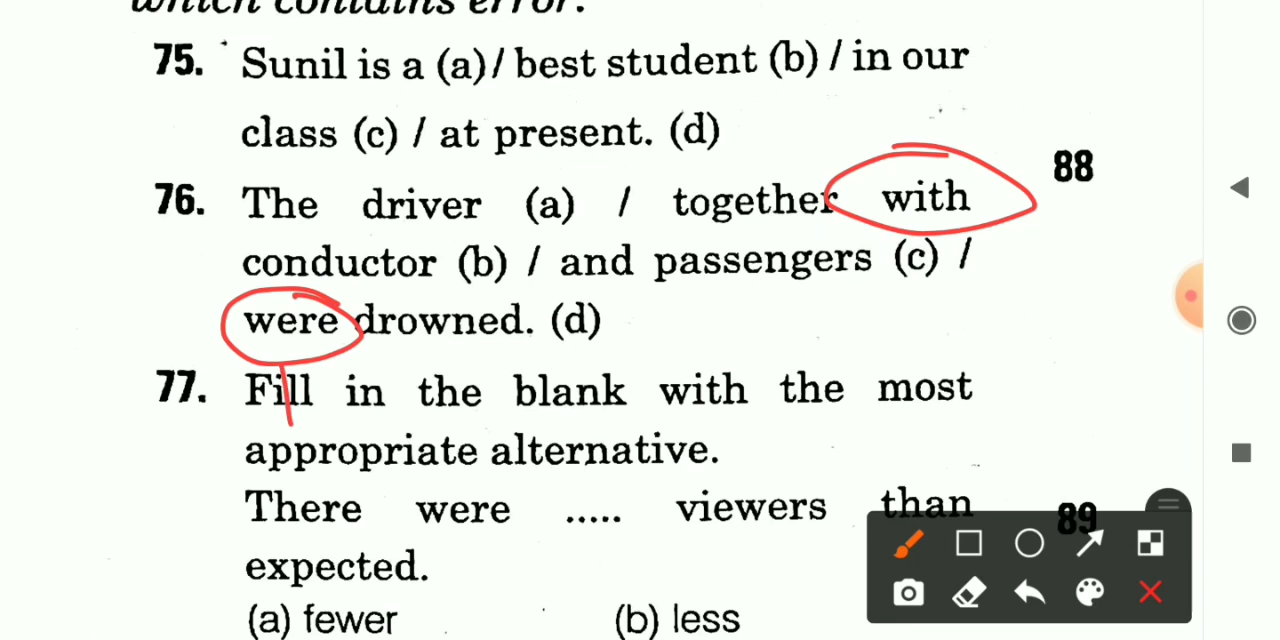 which contains error.
75. Sunil is a (a)/ best student (b) / in our
class (c) / at present. (d)
76. The driver (a) / together with
conductor (b) / and passengers (c) /
were drowned. (d)
77. Fill in the blank with the most
appropriate alternative.
There were ..... viewers than
expected.
(a) fewer (b) less
88
89